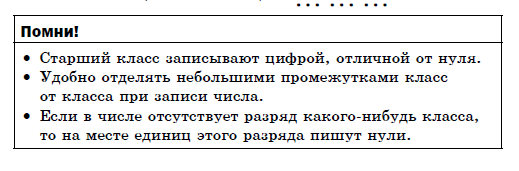 ... ... ...
Помни!
• Старший класс записывают цифрой, отличной от нуля.
• Удобно отделять небольшими промежутками класс
от класса при записи числа.
• Если в числе отсутствует разряд какого-нибудь класса,
то на месте единиц этого разряда пишут нули.